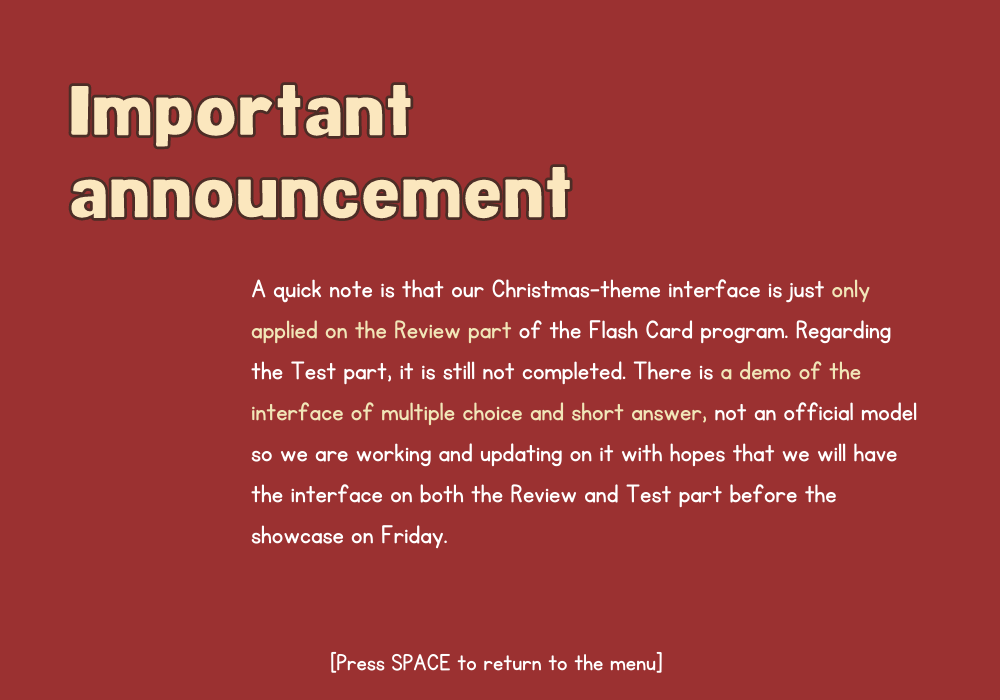 Important
announcement
A quick note is that our Christmas-theme interface is just only
applied on the Review part of the Flash Card program. Regarding
the Test part, it is still not completed. There is a demo of the
interface of multiple choice and short answer, not an official model
so we are working and updating on it with hopes that we will have
the interface on both the Review and Test part before the
showcase on Friday.
[Press SPACE to return to the menu]